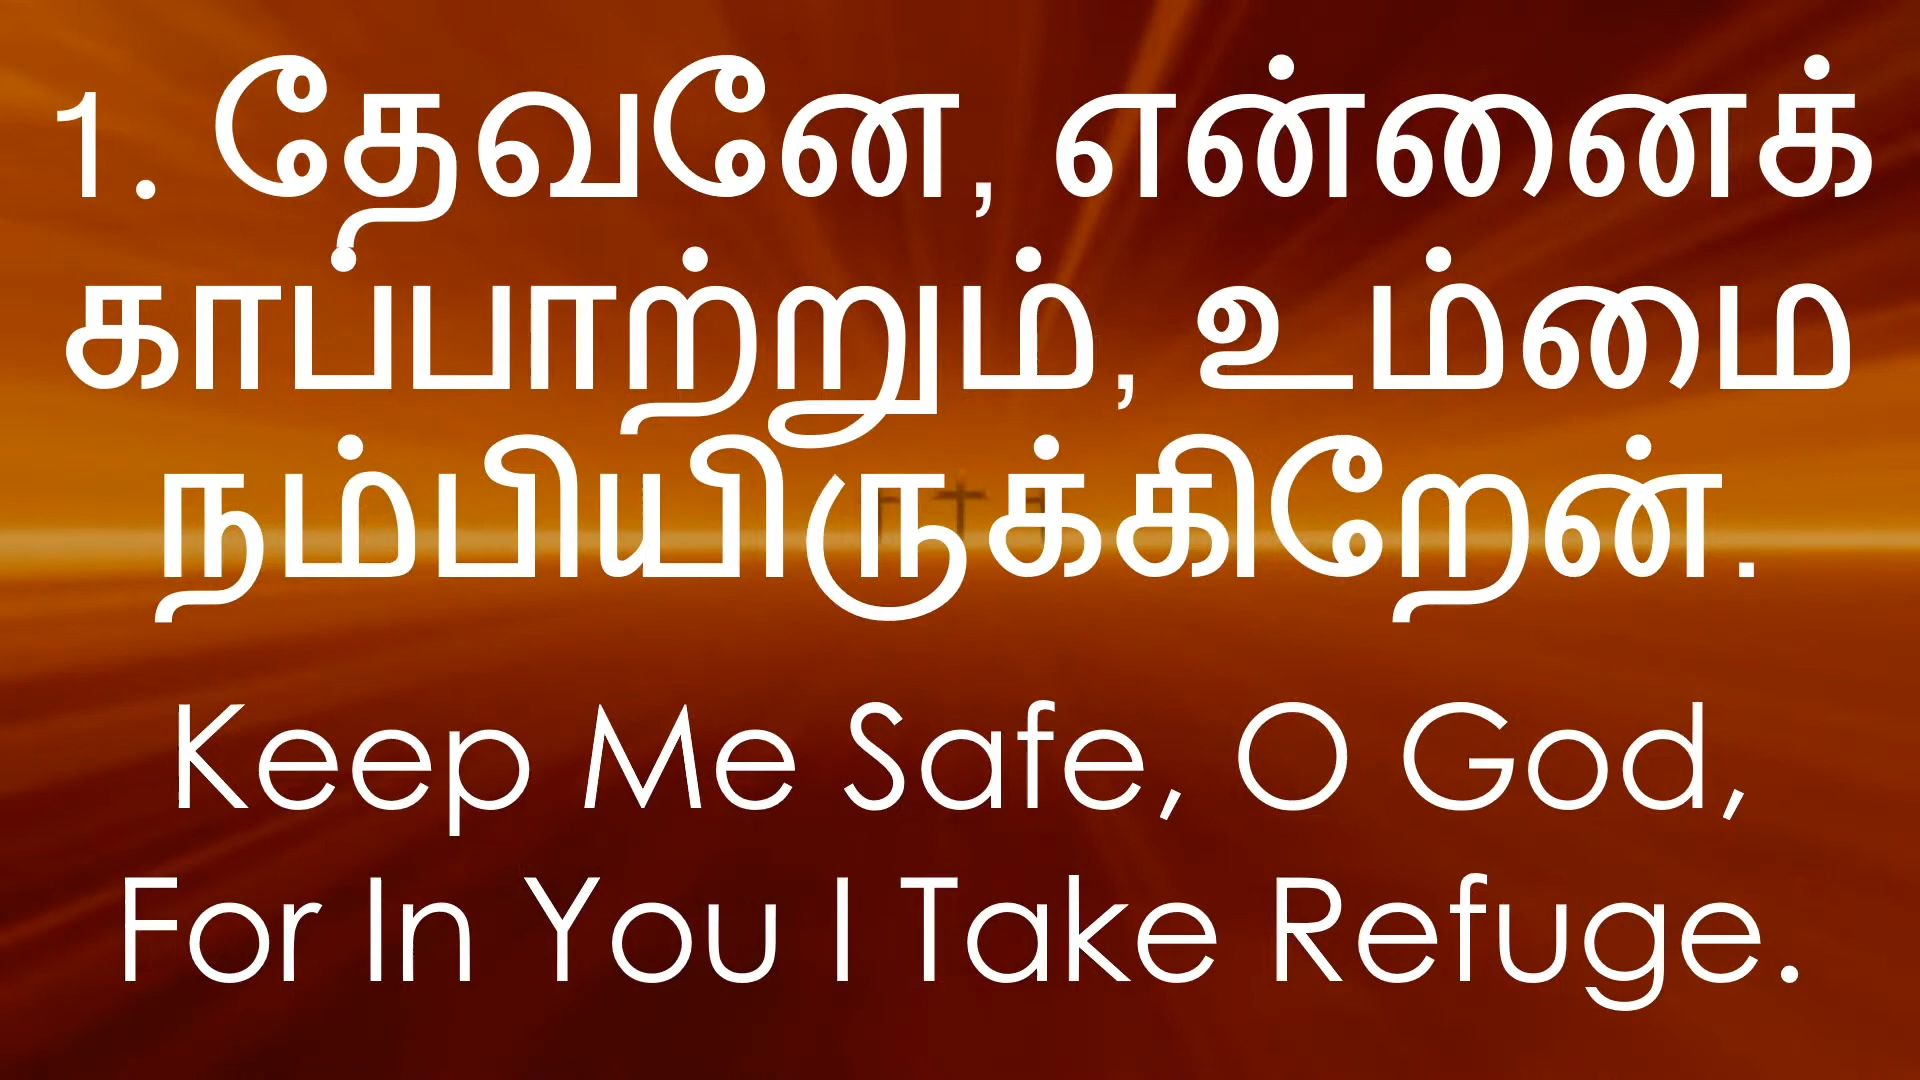 1. தேவனே, என்னைக்
காப்பாற்றும், உம்மை
நம்பியிருக்கிறேன்.
Keep Me Safe, O God,
For In You I Take Refuge.